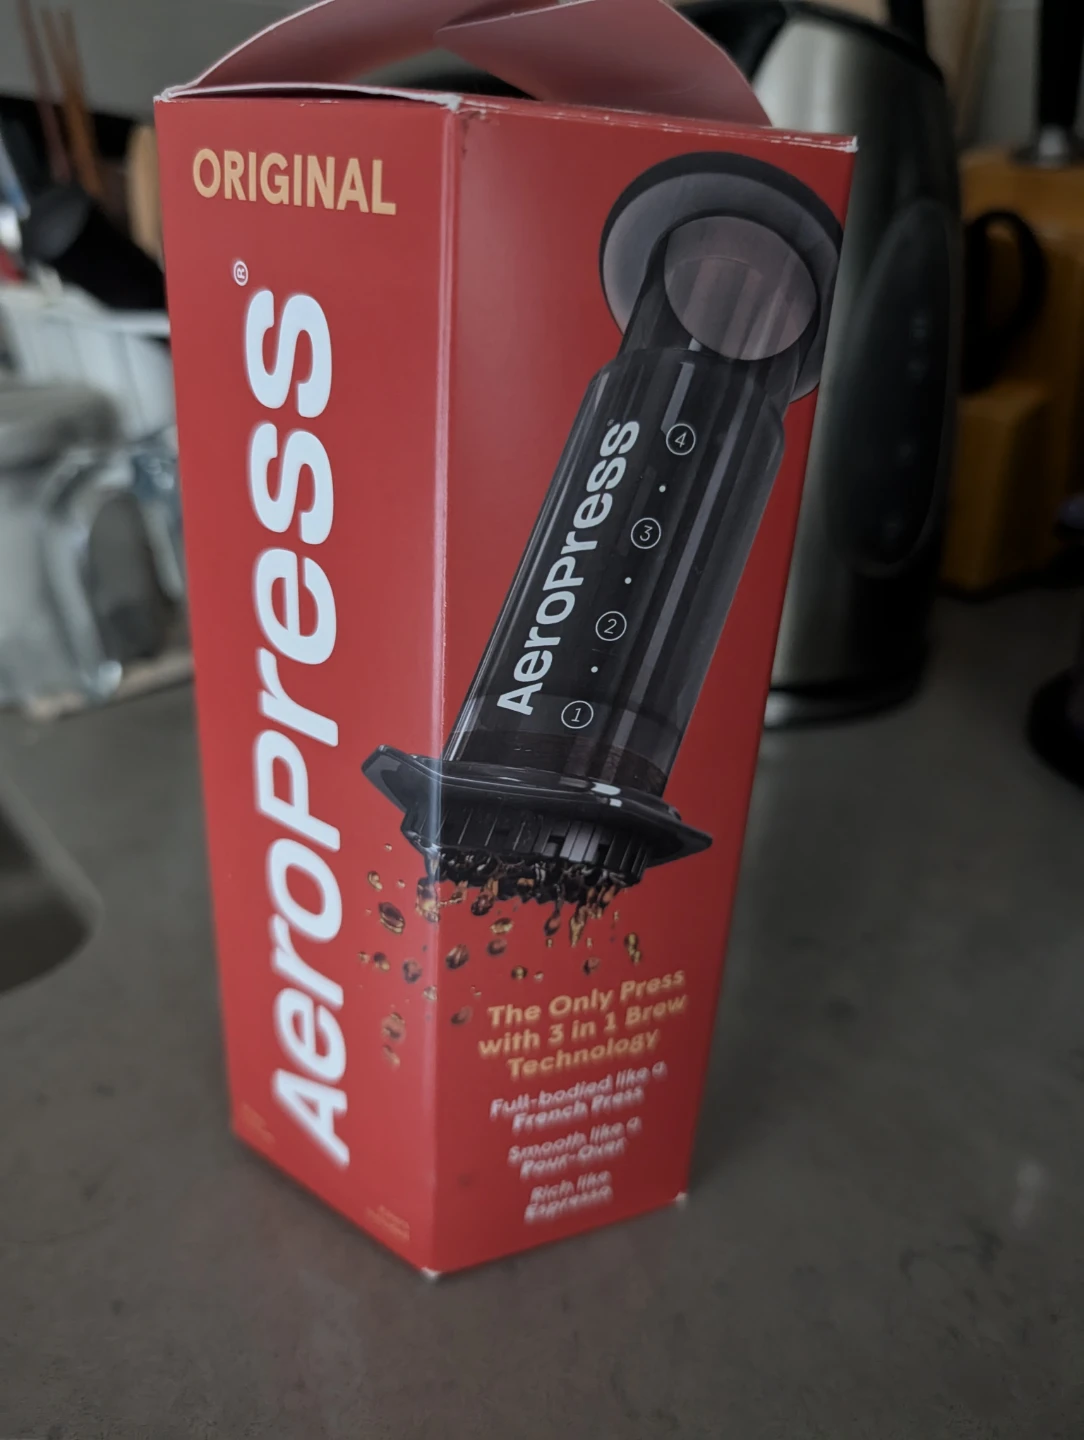 ORIGINAL
AeroPress®
AeroPress
4
3
2
1
The Only Press
with 3 in 1 Brew
Technology
Full-bodied like a
French Press
Smooth like a
Pour-Over
Rich like
Espresso